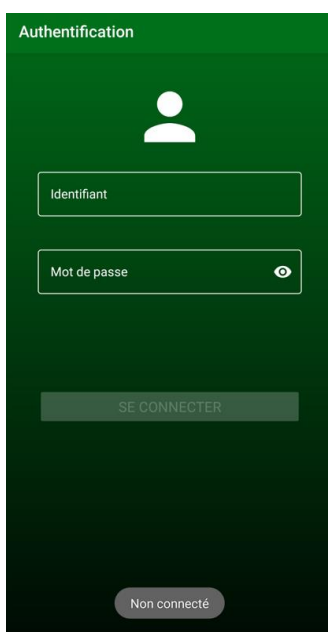 Authentification
Identifiant
Mot de passe
SE CONNECTER
Non connecté